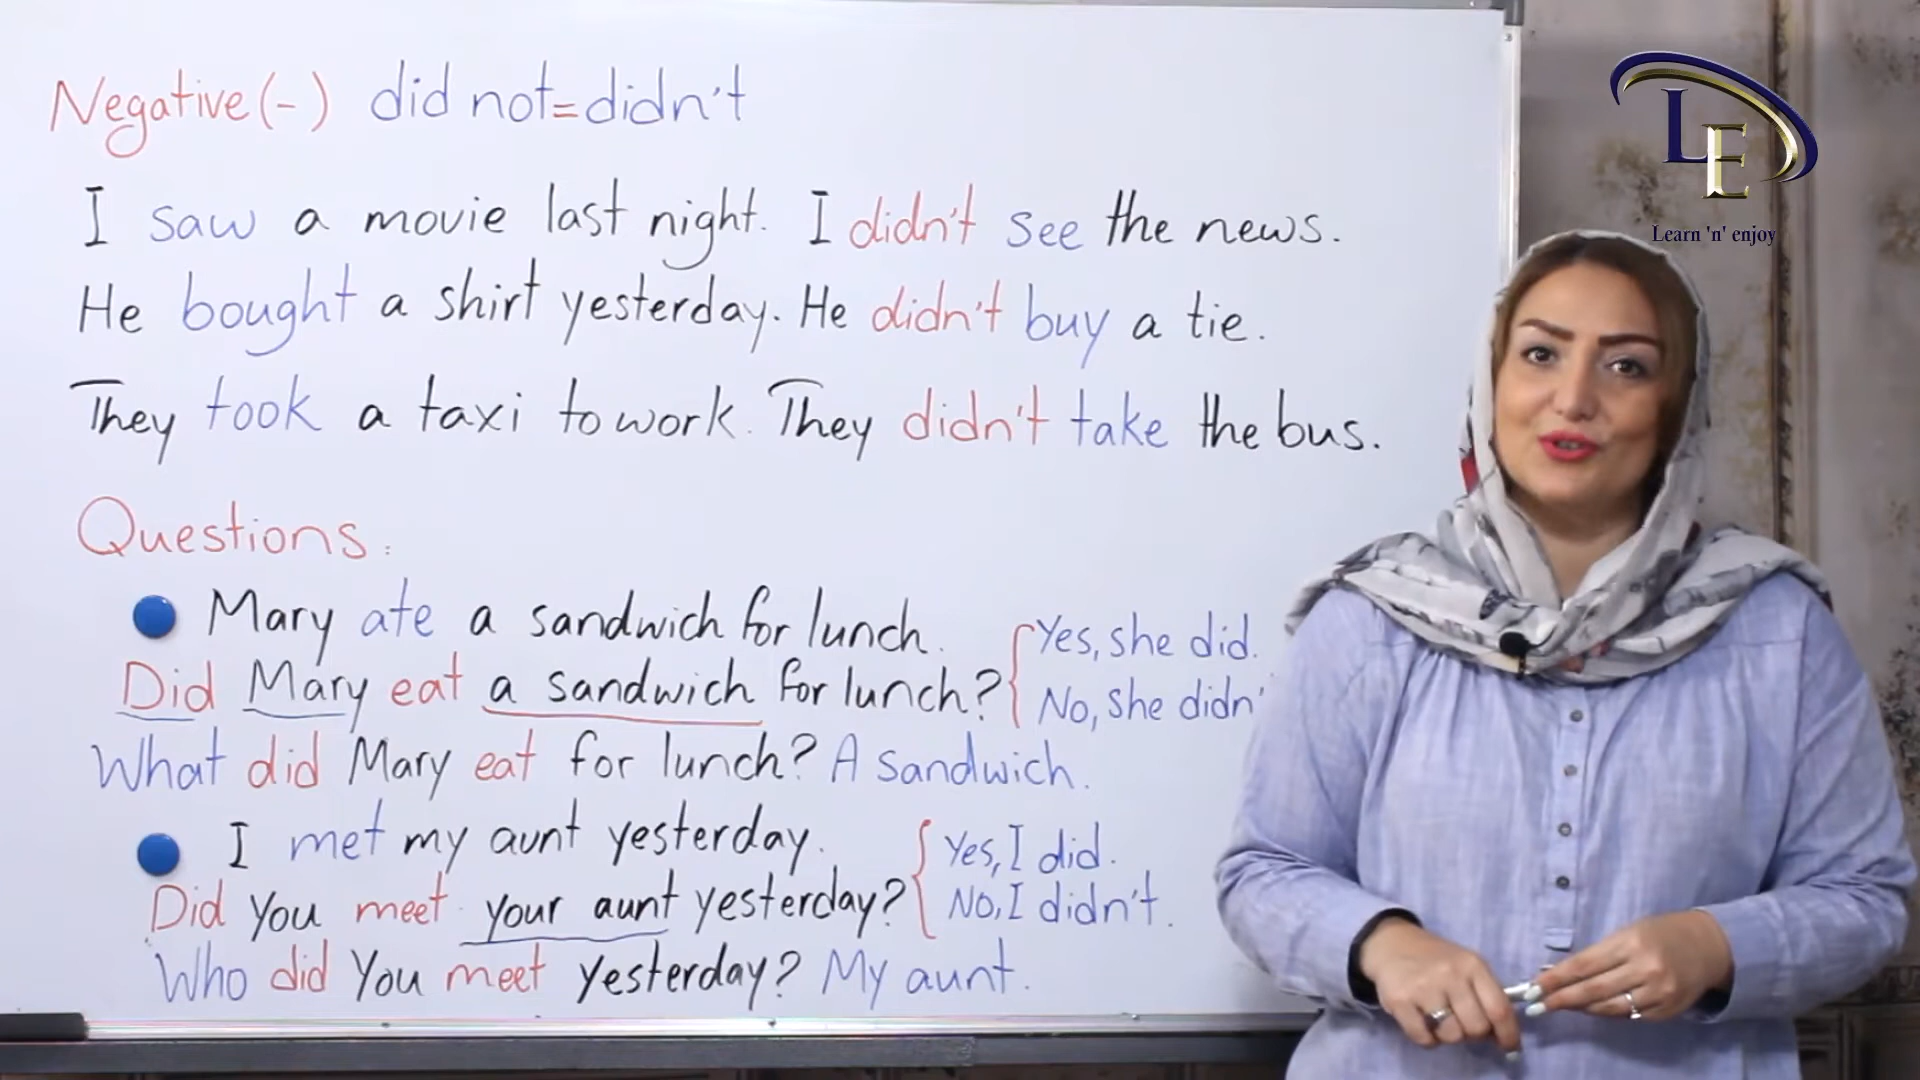 Negative (-) did not = didn't
I saw a movie last night. I didn't see the news.
He bought a shirt yesterday. He didn't buy a tie.
They took a taxi to work. They didn't take the bus.
Questions:
Mary ate a sandwich for lunch.
Did Mary eat a sandwich for lunch?
Yes, she did.
No, she didn'
What did Mary eat for lunch? A sandwich.
I met my aunt yesterday.
Did you meet your aunt yesterday?
Yes, I did.
No, I didn't.
Who did you meet yesterday? My aunt.
LE
Learn 'n' enjoy